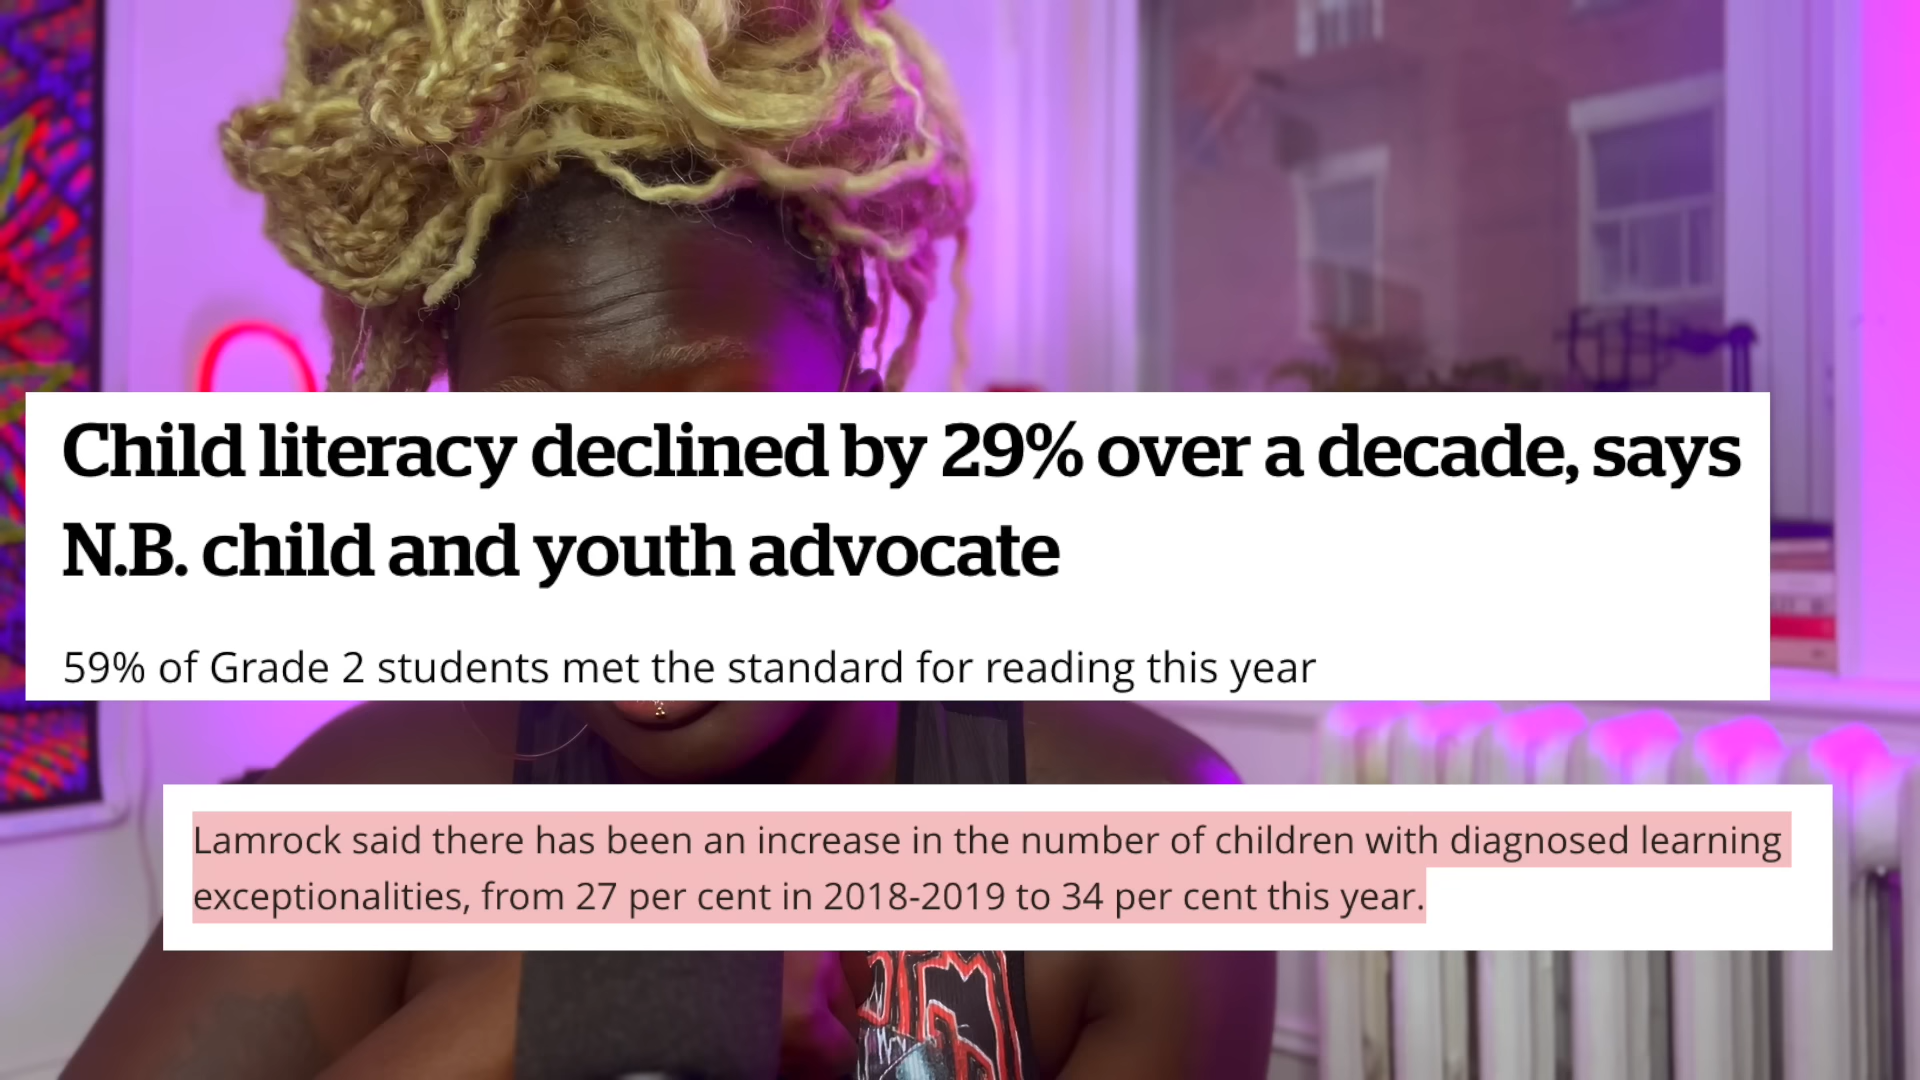 Child literacy declined by 29% over a decade, says
N.B. child and youth advocate
59% of Grade 2 students met the standard for reading this year
Lamrock said there has been an increase in the number of children with diagnosed learning
exceptionalities, from 27 per cent in 2018-2019 to 34 per cent this year.